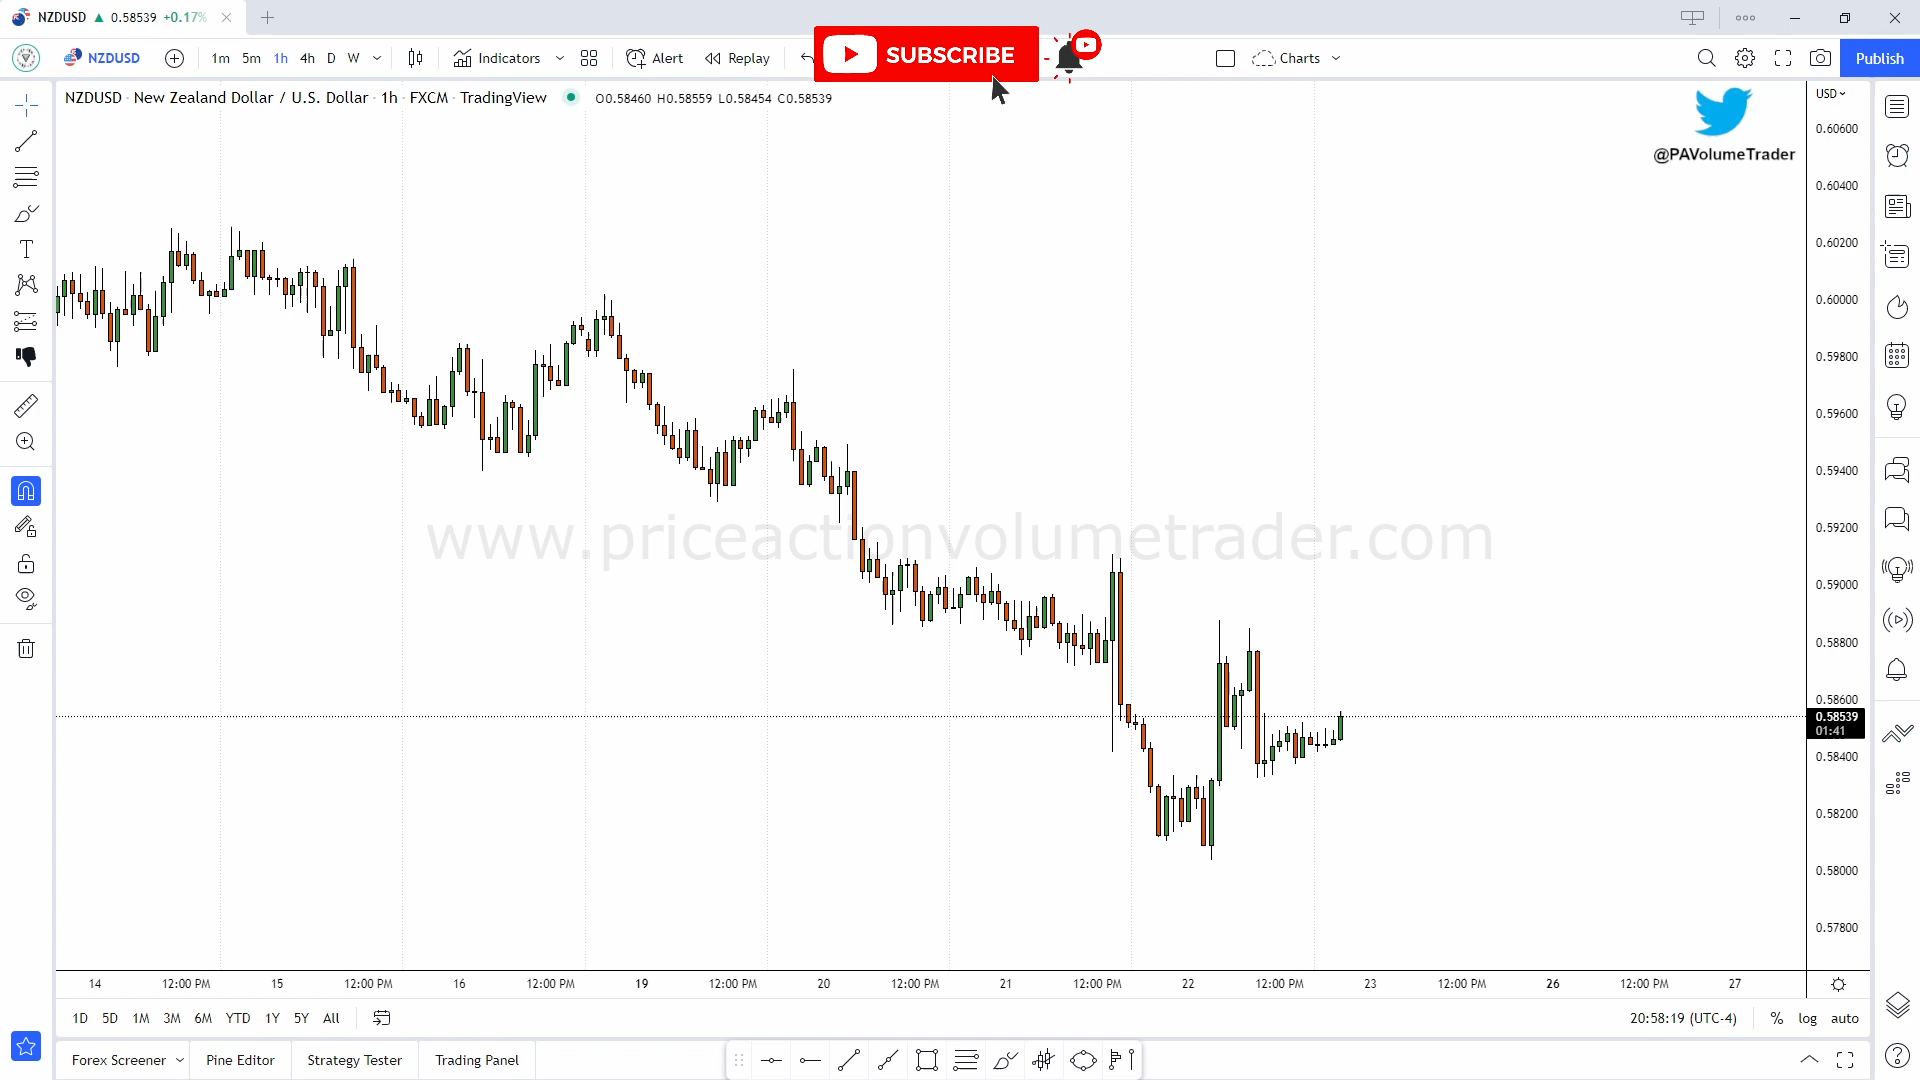 NZDUSD ▲ 0.58539 +0.17%
NZDUSD 1m 5m 1h 4h D W Indicators Alert Replay SUBSCRIBE Charts Publish
NZDUSD · New Zealand Dollar / U.S. Dollar · 1h · FXCM · TradingView O0.58460 H0.58559 L0.58454 C0.58539
USD
@PAVolumeTrader
0.60600
0.60400
0.60200
0.60000
0.59800
0.59600
0.59400
0.59200
www.priceactionvolumetrader.com
0.59000
0.58800
0.58600
0.58539
01:41
0.58400
0.58200
0.58000
0.57800
14 12:00 PM 15 12:00 PM 16 12:00 PM 19 12:00 PM 20 12:00 PM 21 12:00 PM 22 12:00 PM 23 12:00 PM 26 12:00 PM 27
1D 5D 1M 3M 6M YTD 1Y 5Y All 20:58:19 (UTC-4) % log auto
Forex Screener Pine Editor Strategy Tester Trading Panel